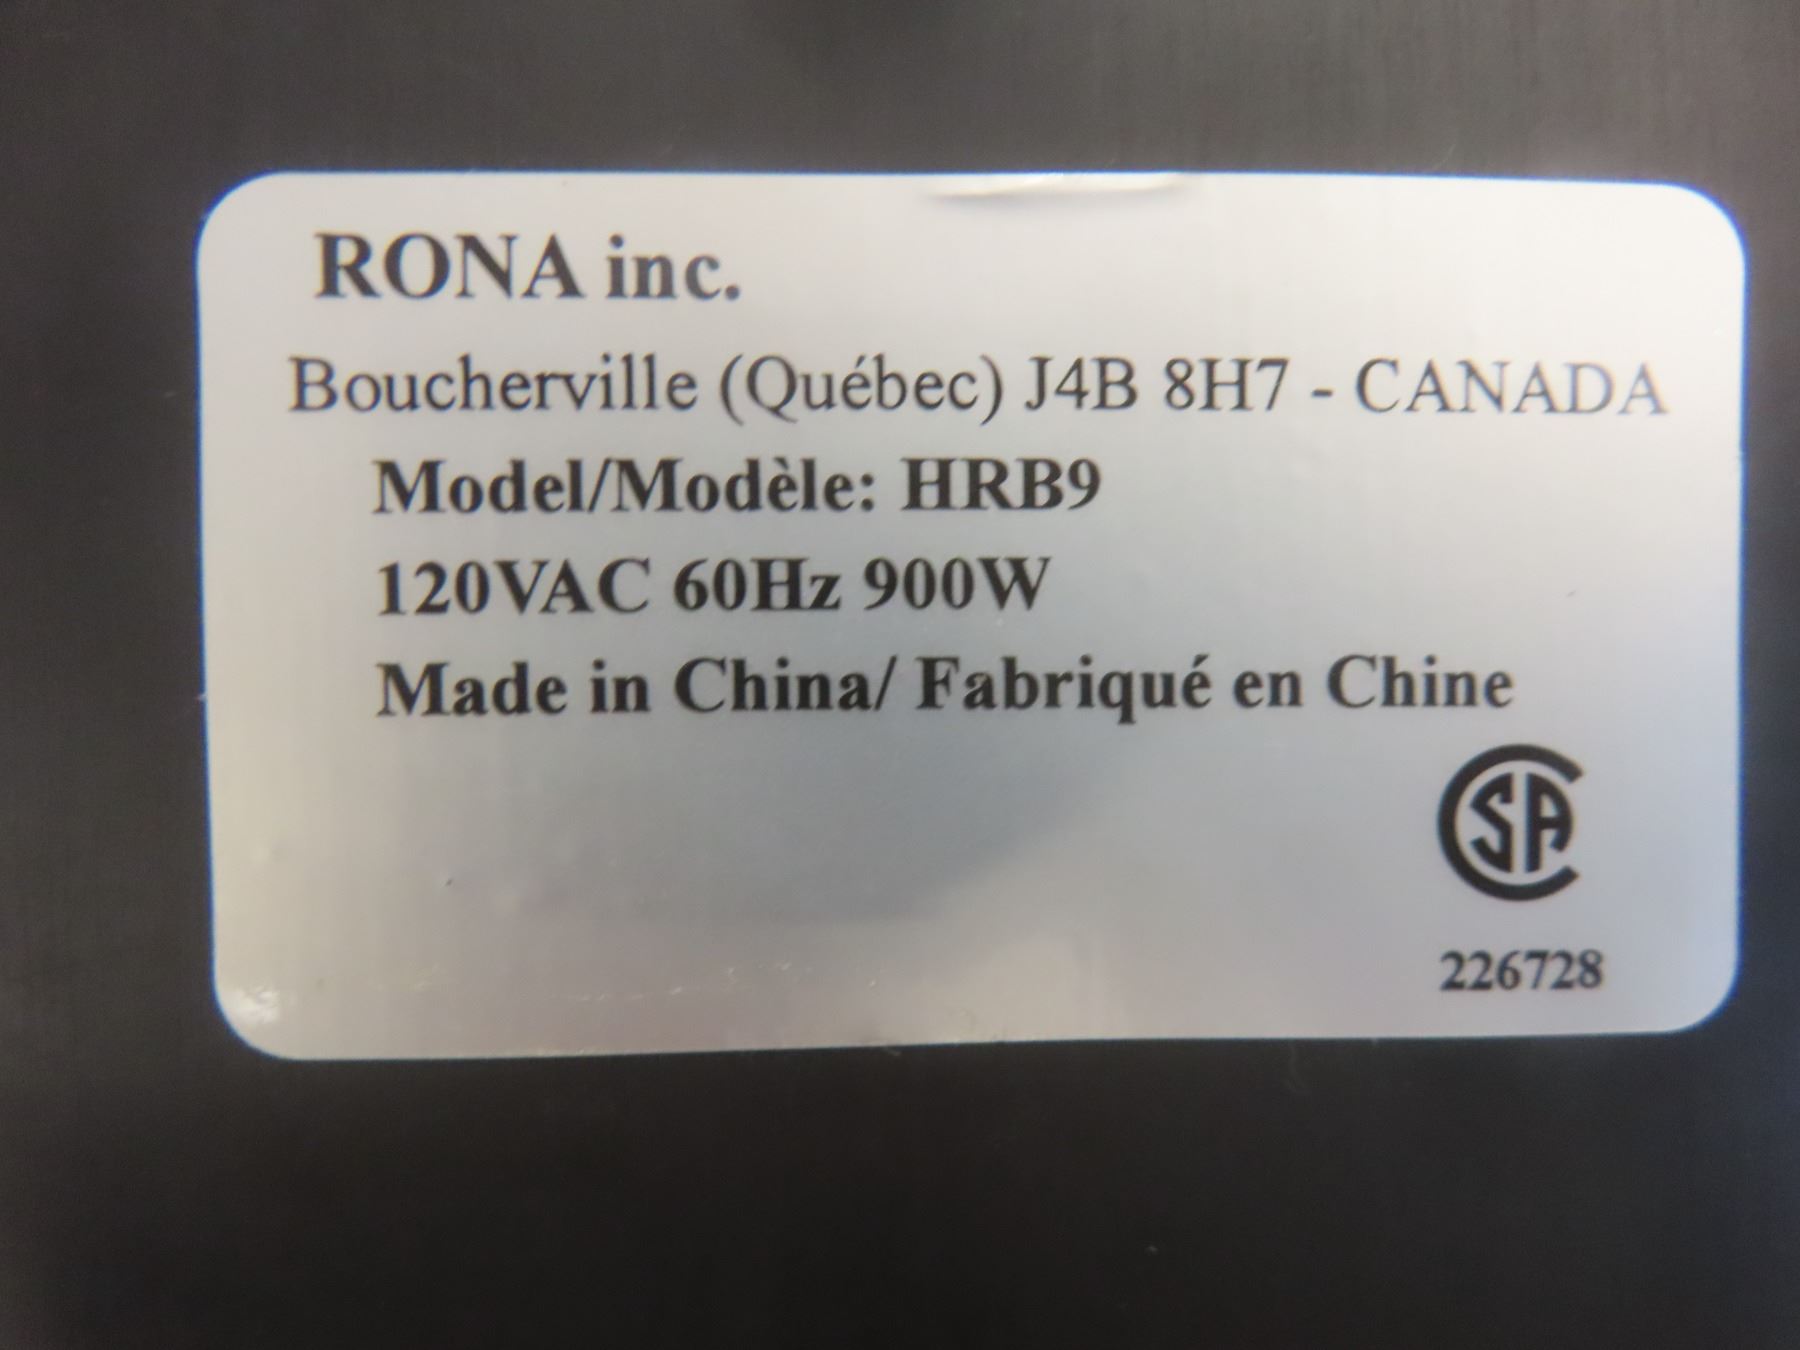 RONA inc.
Boucherville (Québec) J4B 8H7 - CANADA
Model/Modèle: HRB9
120VAC 60Hz 900W
Made in China/ Fabriqué en Chine
CSA
226728